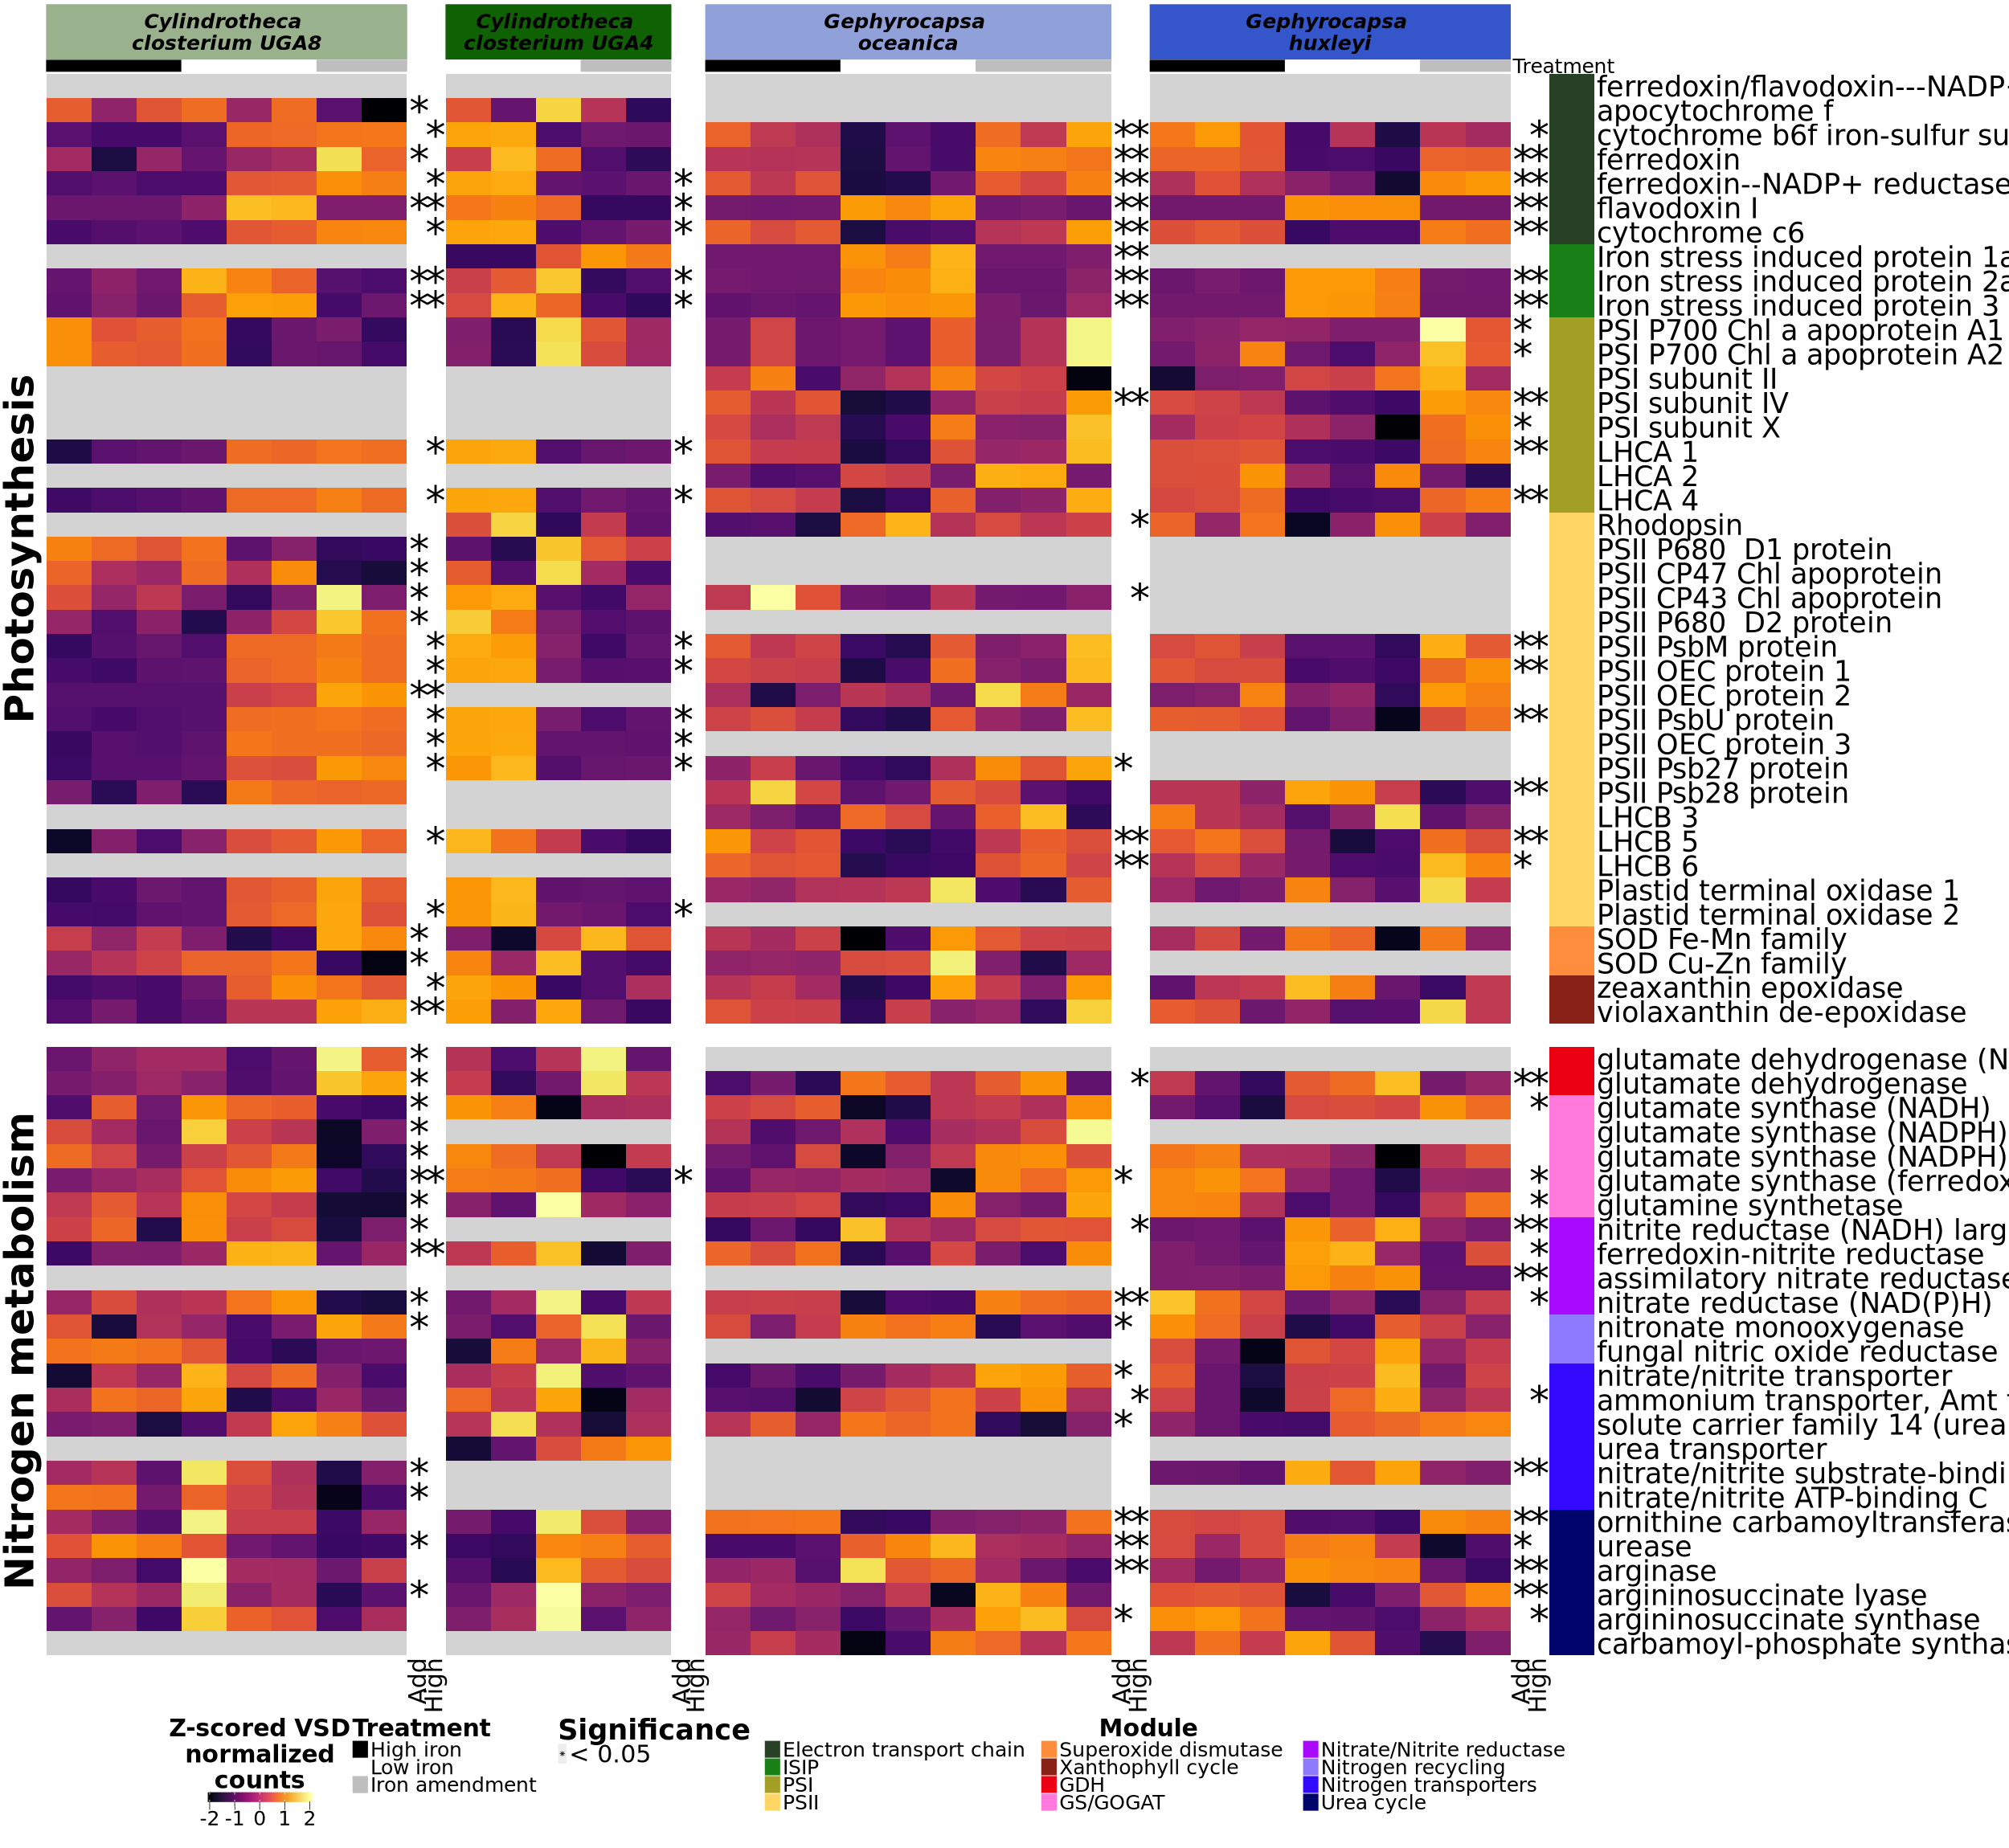 Cylindrotheca
closterium UGA8
Cylindrotheca
closterium UGA4
Gephyrocapsa
oceanica
Gephyrocapsa
huxleyi
Treatment
Photosynthesis
ferredoxin/flavodoxin---NADP+
apocytochrome f
cytochrome b6f iron-sulfur su
ferredoxin
ferredoxin--NADP+ reductase
flavodoxin I
cytochrome c6
Iron stress induced protein 1a
Iron stress induced protein 2a
Iron stress induced protein 3
PSI P700 Chl a apoprotein A1
PSI P700 Chl a apoprotein A2
PSI subunit II
PSI subunit IV
PSI subunit X
LHCA 1
LHCA 2
LHCA 4
Rhodopsin
PSII P680  D1 protein
PSII CP47 Chl apoprotein
PSII CP43 Chl apoprotein
PSII P680  D2 protein
PSII PsbM protein
PSII OEC protein 1
PSII OEC protein 2
PSII PsbU protein
PSII OEC protein 3
PSII Psb27 protein
PSII Psb28 protein
LHCB 3
LHCB 5
LHCB 6
Plastid terminal oxidase 1
Plastid terminal oxidase 2
SOD Fe-Mn family
SOD Cu-Zn family
zeaxanthin epoxidase
violaxanthin de-epoxidase
Nitrogen metabolism
glutamate dehydrogenase (N
glutamate dehydrogenase
glutamate synthase (NADH)
glutamate synthase (NADPH)
glutamate synthase (NADPH)
glutamate synthase (ferredox
glutamine synthetase
nitrite reductase (NADH) larg
ferredoxin-nitrite reductase
assimilatory nitrate reductase
nitrate reductase (NAD(P)H)
nitronate monooxygenase
fungal nitric oxide reductase
nitrate/nitrite transporter
ammonium transporter, Amt
solute carrier family 14 (urea
urea transporter
nitrate/nitrite substrate-bindi
nitrate/nitrite ATP-binding C
ornithine carbamoyltransferas
urease
arginase
argininosuccinate lyase
argininosuccinate synthase
carbamoyl-phosphate syntha
Add High
Add High
Add High
Add High
Z-scored VSD
normalized
counts
-2 -1 0 1 2
Treatment
High iron
Low iron
Iron amendment
Significance
* < 0.05
Module
Electron transport chain
ISIP
PSI
PSII
Superoxide dismutase
Xanthophyll cycle
GDH
GS/GOGAT
Nitrate/Nitrite reductase
Nitrogen recycling
Nitrogen transporters
Urea cycle